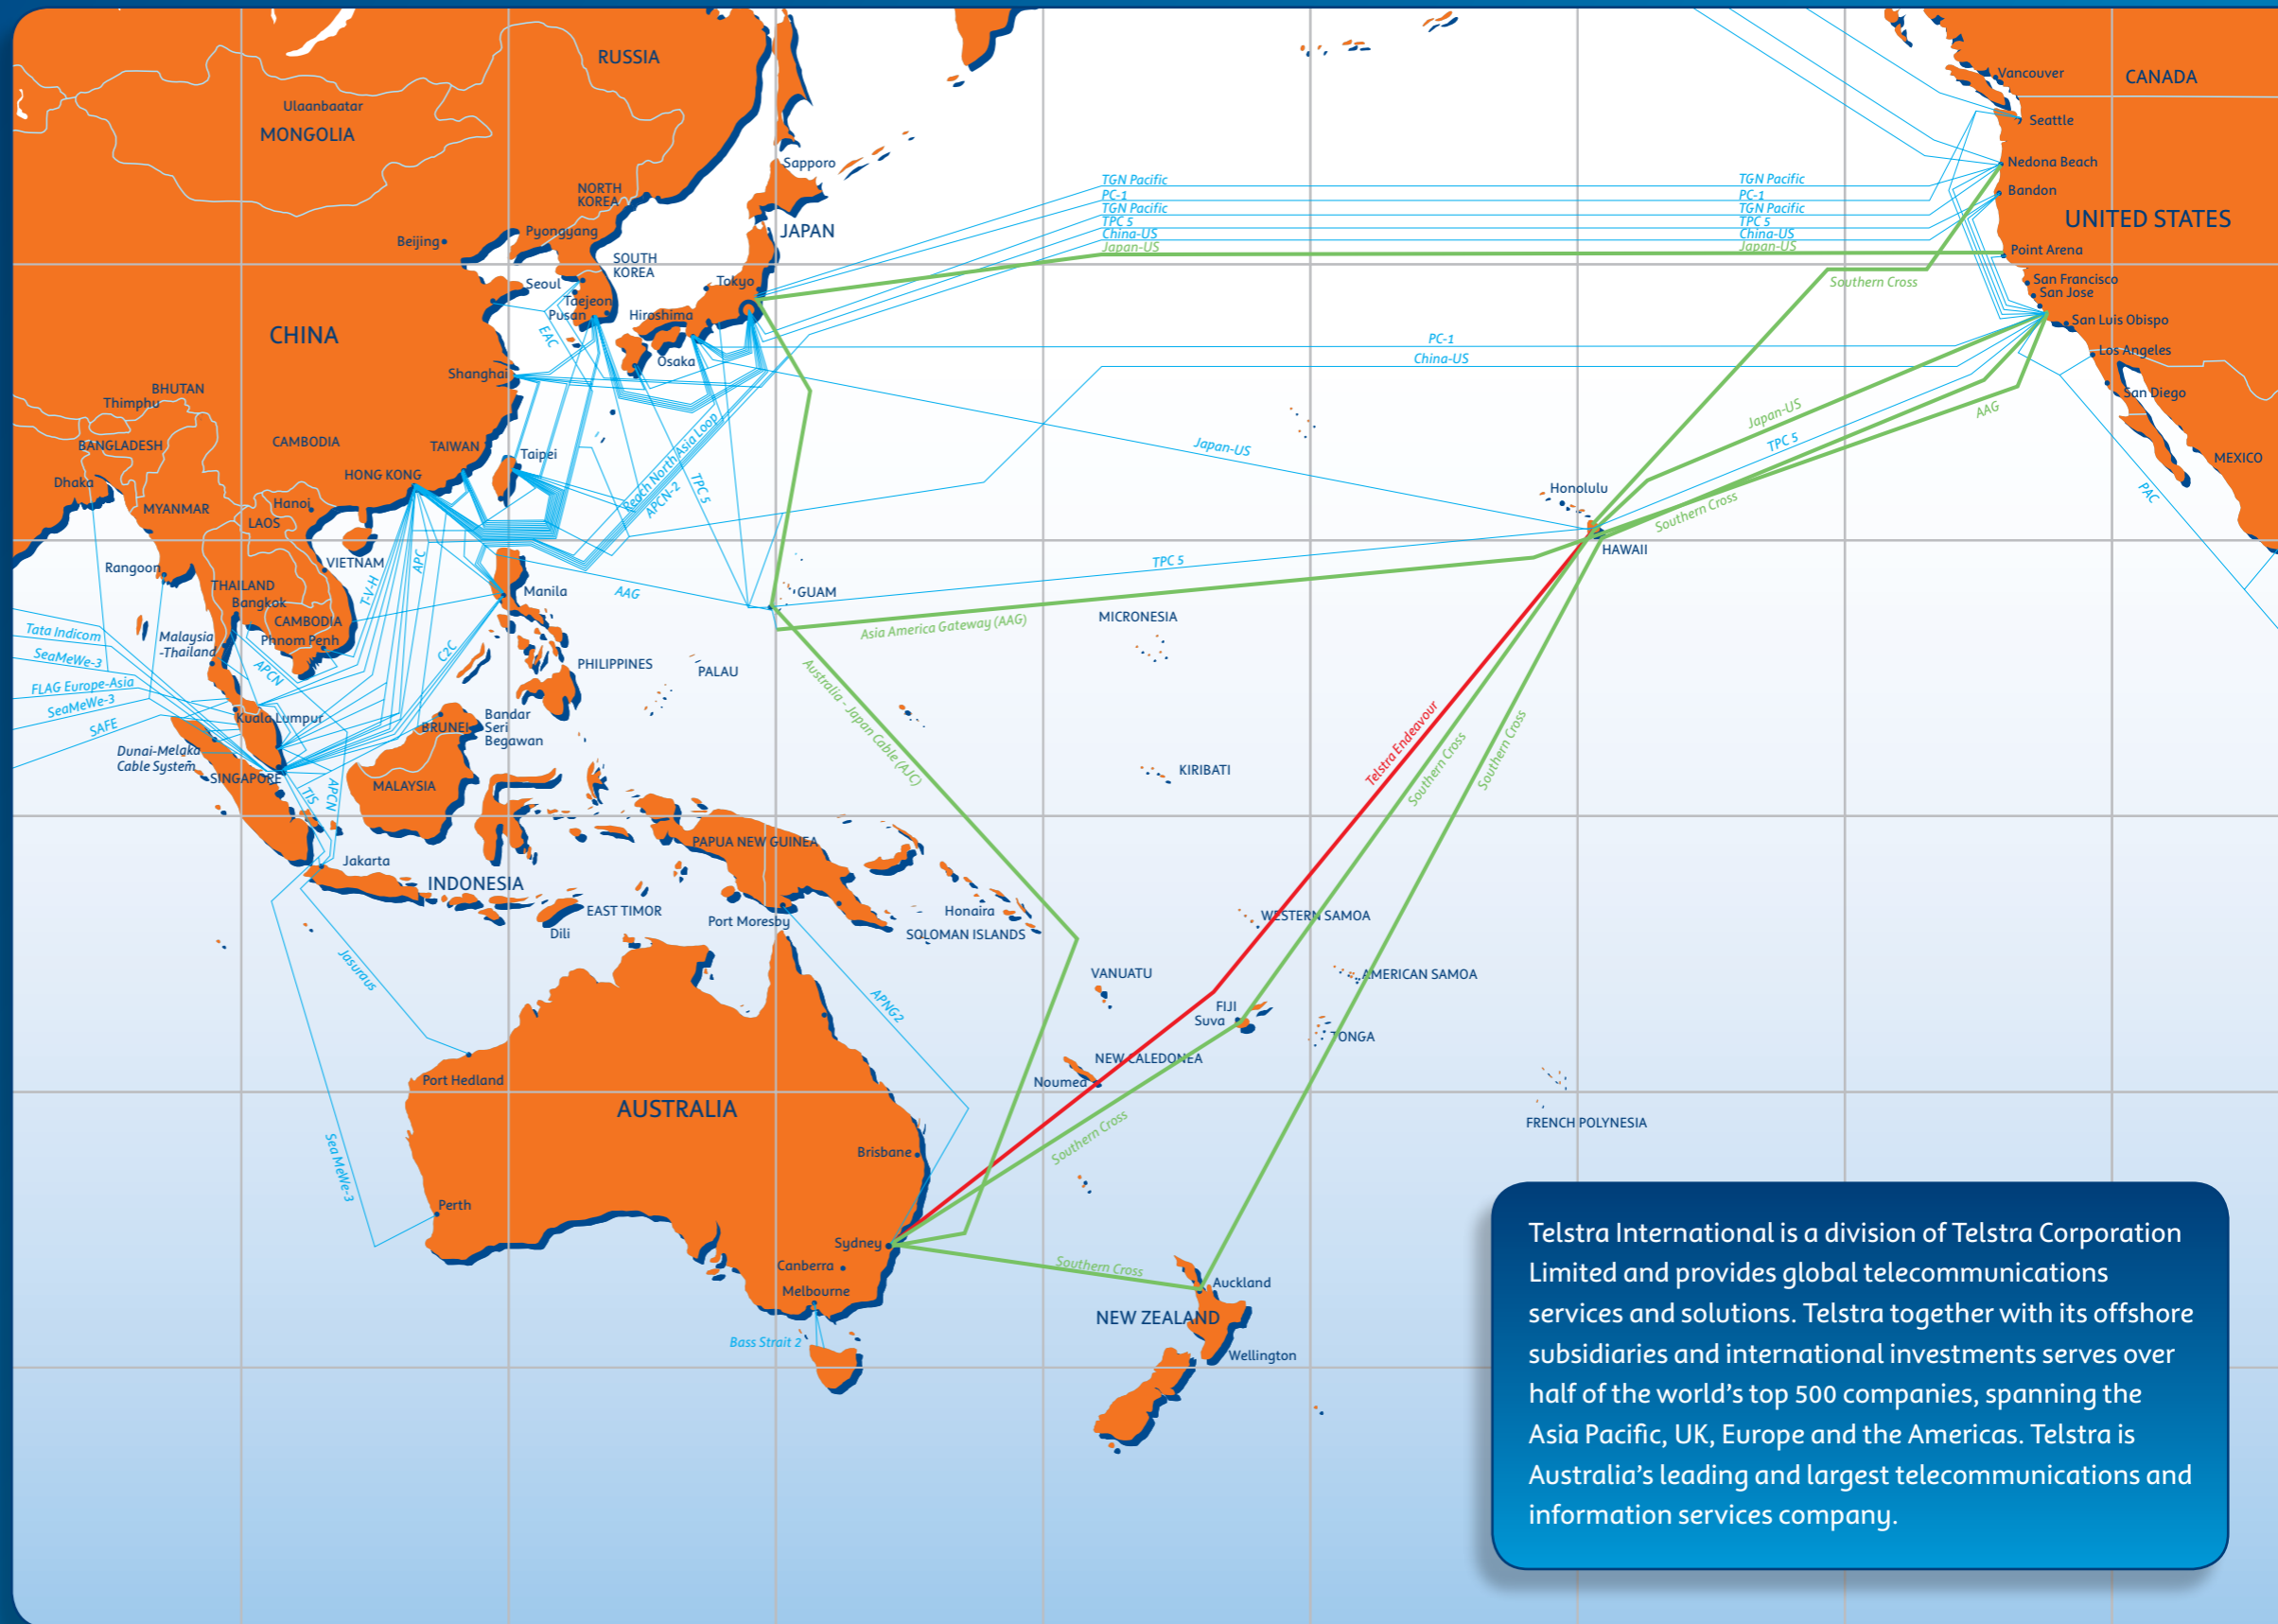 RUSSIA
Ulaanbaatar
MONGOLIA
Vancouver
CANADA
Seattle
Sapporo
Nedona Beach
NORTH
KOREA
TGN Pacific
TGN Pacific
PC-1
PC-1
Bandon
TGN Pacific
TGN Pacific
TPC 5
TPC 5
UNITED STATES
China-US
China-US
Japan-US
Japan-US
Beijing
Pyongyang
JAPAN
Point Arena
SOUTH
KOREA
Seoul
Tokyo
Southern Cross
San Francisco
San Jose
Taejeon
Pusan
Hiroshima
San Luis Obispo
CHINA
EAC
PC-1
Los Angeles
Osaka
China-US
Shanghai
BHUTAN
San Diego
Thimphu
BANGLADESH
CAMBODIA
TAIWAN
Taipei
Reach North Asia Loop
APCN-2
TPC 5
Japan-US
Japan-US
TPC 5
AAG
MEXICO
HONG KONG
Dhaka
PAC
Honolulu
Southern Cross
MYANMAR
Hanoi
LAOS
HAWAII
VIETNAM
APC
Rangoon
T-V-H
THAILAND
Bangkok
Manila
AAG
TPC 5
GUAM
CAMBODIA
MICRONESIA
Asia America Gateway (AAG)
Tata Indicom
Malaysia
-Thailand
Phnom Penh
SeaMeWe-3
APCN
C2C
PHILIPPINES
PALAU
FLAG Europe-Asia
SeaMeWe-3
SAFE
Kuala Lumpur
BRUNEI
Bandar
Seri
Begawan
Australia - Japan Cable (AJC)
Telstra Endeavour
Southern Cross
Southern Cross
Dunai-Melqka
Cable System
SINGAPORE
KIRIBATI
MALAYSIA
TIS
APCN
PAPUA NEW GUINEA
Jakarta
INDONESIA
EAST TIMOR
Dili
Port Moresby
Honaira
SOLOMAN ISLANDS
WESTERN SAMOA
Jasuraus
VANUATU
AMERICAN SAMOA
APNG2
FIJI
Suva
TONGA
NEW CALEDONEA
Noumed
Port Hedland
AUSTRALIA
FRENCH POLYNESIA
Southern Cross
Brisbane
Sea MeWe-3
Perth
Sydney
Canberra
Southern Cross
Melbourne
Auckland
NEW ZEALAND
Bass Strait 2
Wellington
Telstra International is a division of Telstra Corporation
Limited and provides global telecommunications
services and solutions. Telstra together with its offshore
subsidiaries and international investments serves over
half of the world’s top 500 companies, spanning the
Asia Pacific, UK, Europe and the Americas. Telstra is
Australia’s leading and largest telecommunications and
information services company.